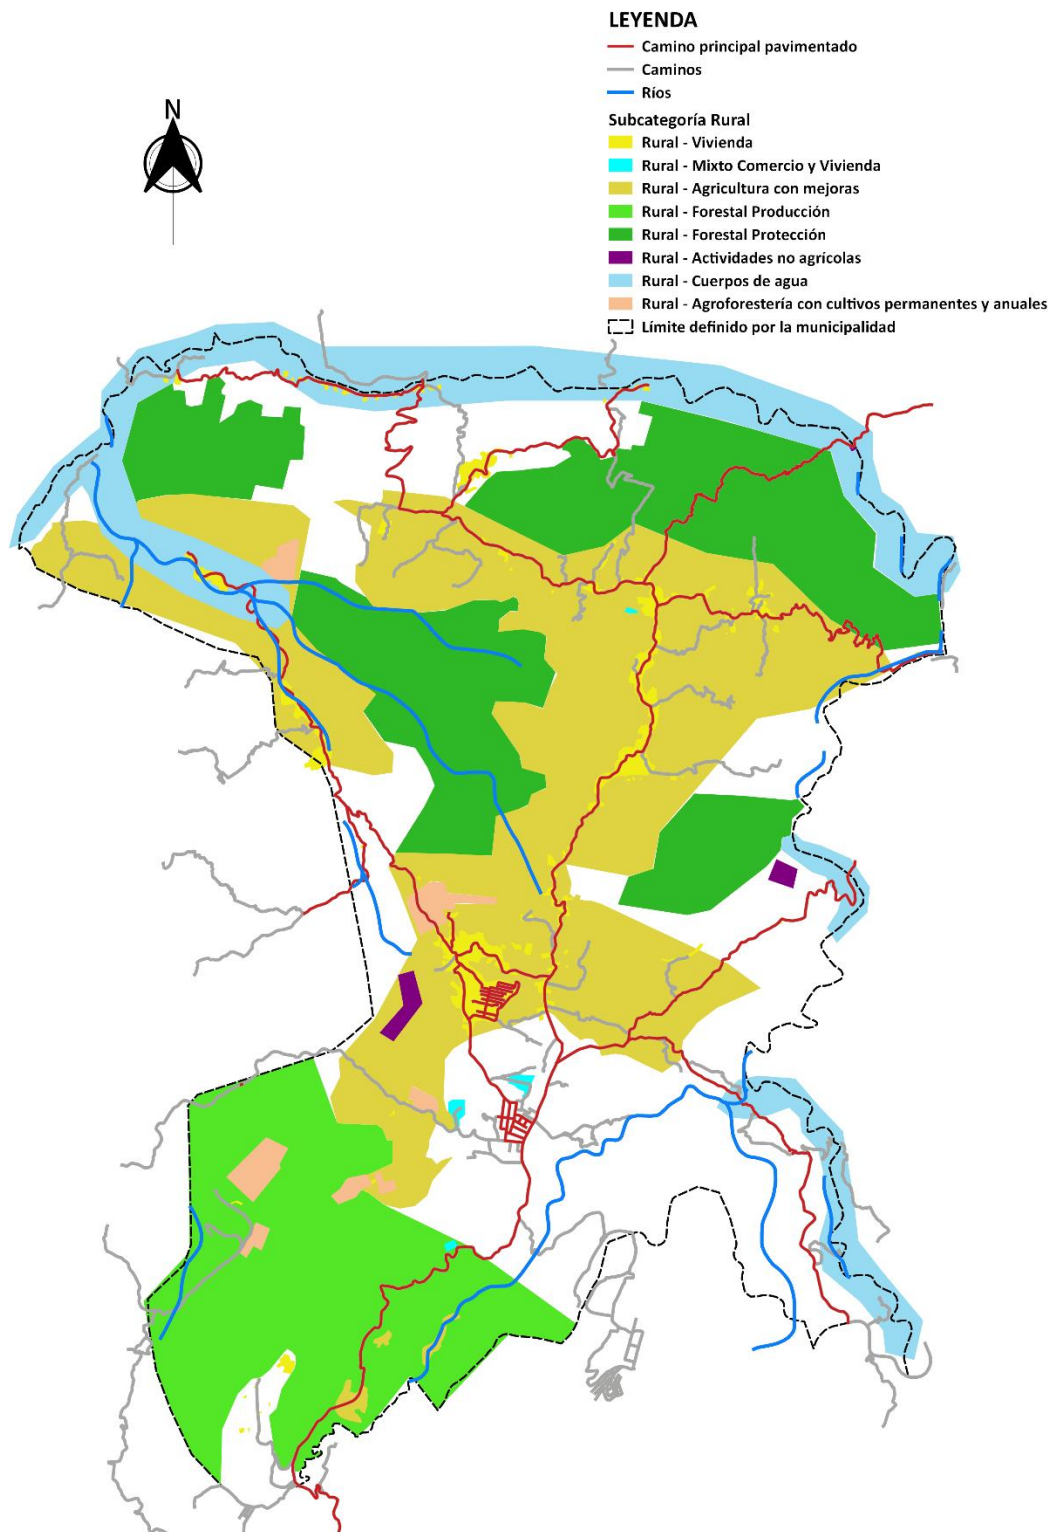 LEYENDA
Camino principal pavimentado
Caminos
Ríos
Subcategoría Rural
Rural - Vivienda
Rural - Mixto Comercio y Vivienda
Rural - Agricultura con mejoras
Rural - Forestal Producción
Rural - Forestal Protección
Rural - Actividades no agrícolas
Rural - Cuerpos de agua
Rural - Agroforestería con cultivos permanentes y anuales
Límite definido por la municipalidad
N